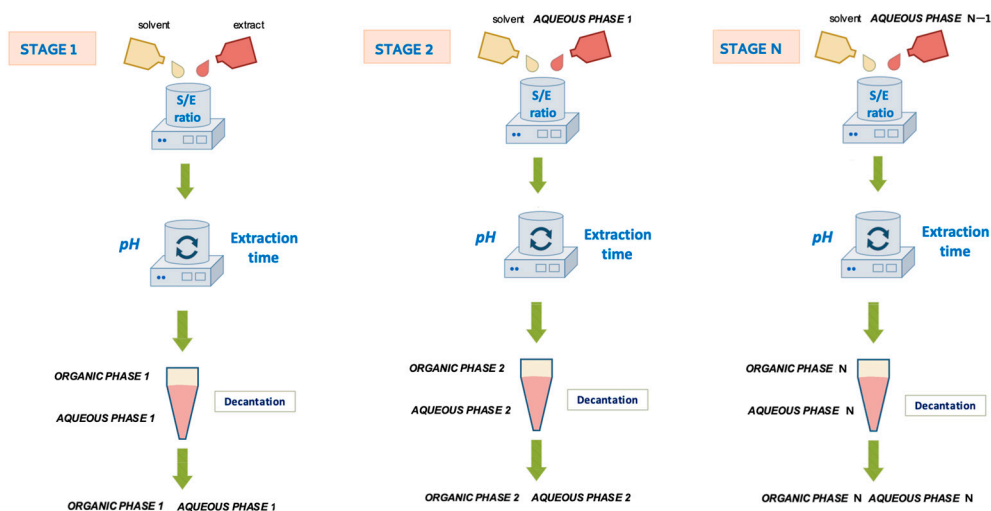 STAGE 1
solvent
extract
S/E
ratio
pH
Extraction
time
ORGANIC PHASE 1
AQUEOUS PHASE 1
Decantation
ORGANIC PHASE 1 AQUEOUS PHASE 1
STAGE 2
solvent AQUEOUS PHASE 1
S/E
ratio
pH
Extraction
time
ORGANIC PHASE 2
AQUEOUS PHASE 2
Decantation
ORGANIC PHASE 2 AQUEOUS PHASE 2
STAGE N
solvent AQUEOUS PHASE N−1
S/E
ratio
pH
Extraction
time
ORGANIC PHASE N
AQUEOUS PHASE N
Decantation
ORGANIC PHASE N AQUEOUS PHASE N